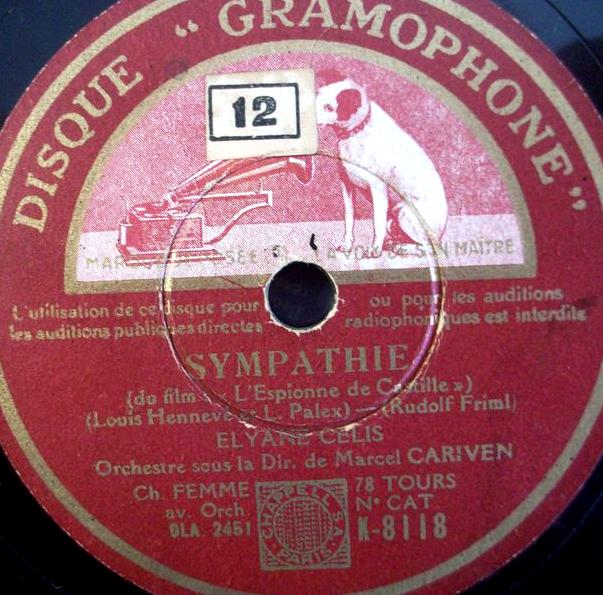 DISQUE “ GRAMOPHONE ”
12
LA VOIX DE SON MAÎTRE
L'utilisation de ce disque pour ou pour les auditions
les auditions publiques directes radiophoniques est interdite
SYMPATHIE
(du film « L'Espionne de Castille »)
(Louis Hennevé et L. Palex) — (Rudolf Friml)
ELYANE CELIS
Orchestre sous la Dir. de Marcel CARIVEN
Ch. FEMME
av. Orch
OLA. 2451
CHAPPELL S.A.
PARIS
78 TOURS
N° CAT.
K-8118